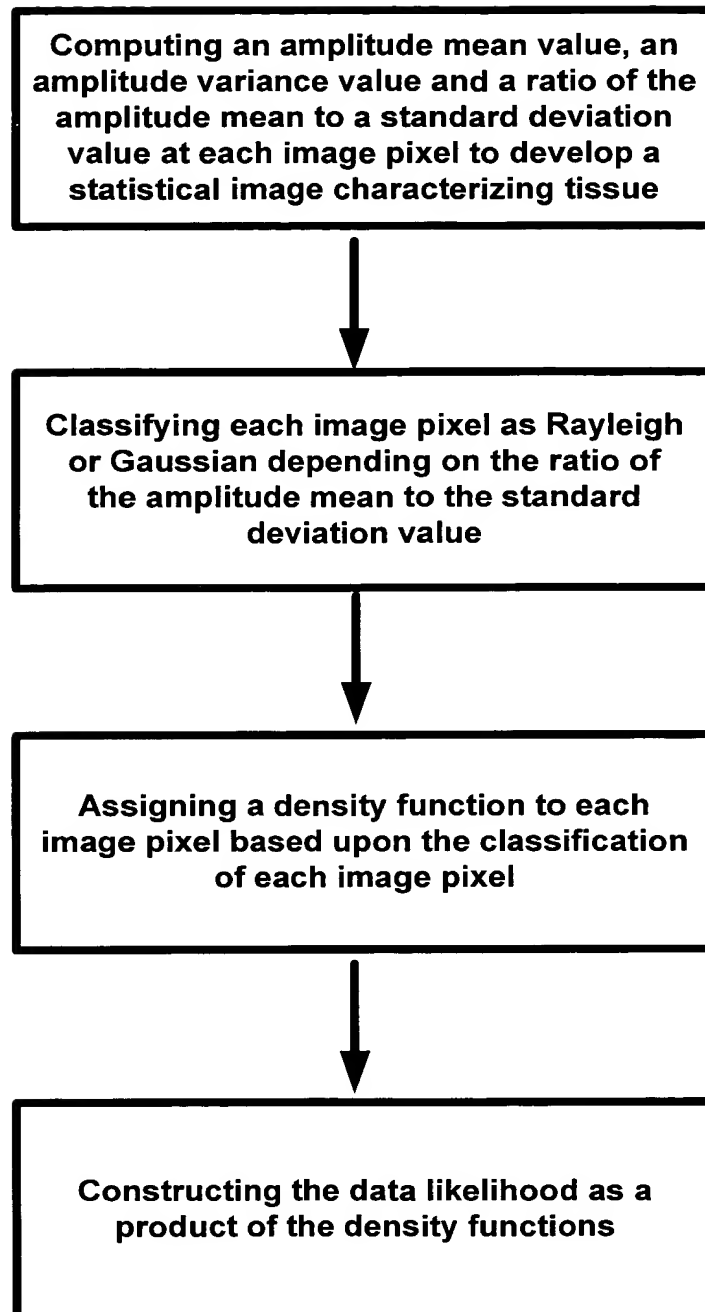 Computing an amplitude mean value, an
amplitude variance value and a ratio of the
amplitude mean to a standard deviation
value at each image pixel to develop a
statistical image characterizing tissue
Classifying each image pixel as Rayleigh
or Gaussian depending on the ratio of
the amplitude mean to the standard
deviation value
Assigning a density function to each
image pixel based upon the classification
of each image pixel
Constructing the data likelihood as a
product of the density functions